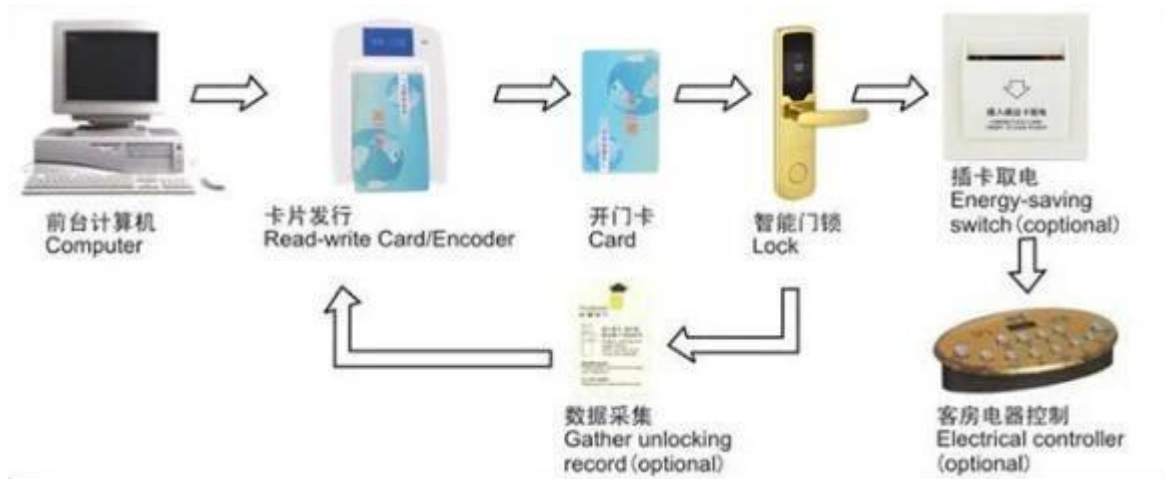 前台计算机
Computer
卡片发行
Read-write Card/Encoder
开门卡
Card
智能门锁
Lock
插卡取电
Energy-saving
switch(coptional)
数据采集
Gather unlocking
record(optional)
客房电器控制
Electrical controller
(optional)